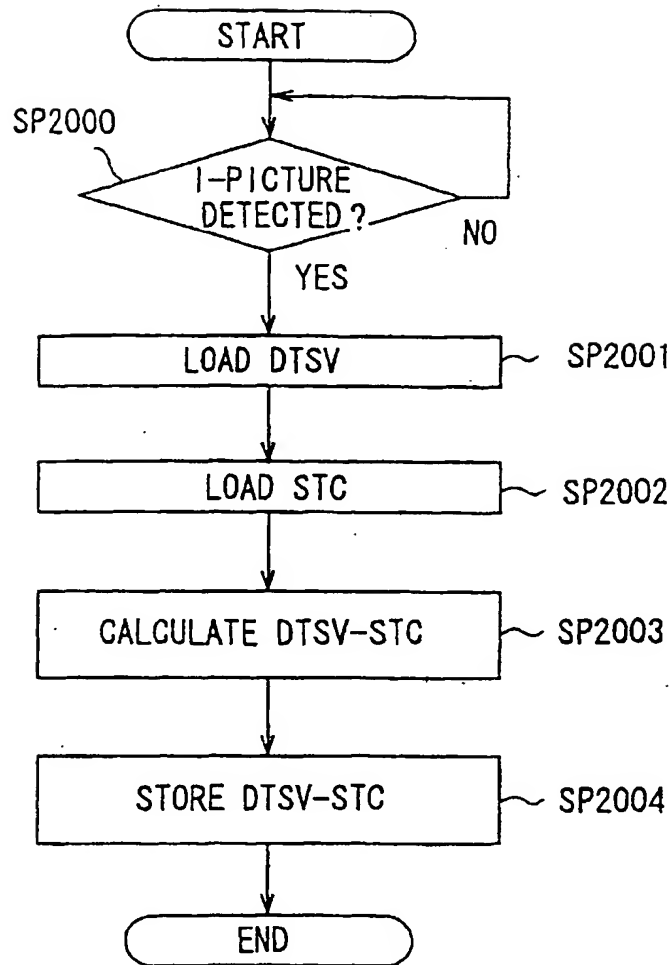 START
SP2000
I-PICTURE
DETECTED?
NO
YES
LOAD DTSV
SP2001
LOAD STC
SP2002
CALCULATE DTSV-STC
SP2003
STORE DTSV-STC
SP2004
END